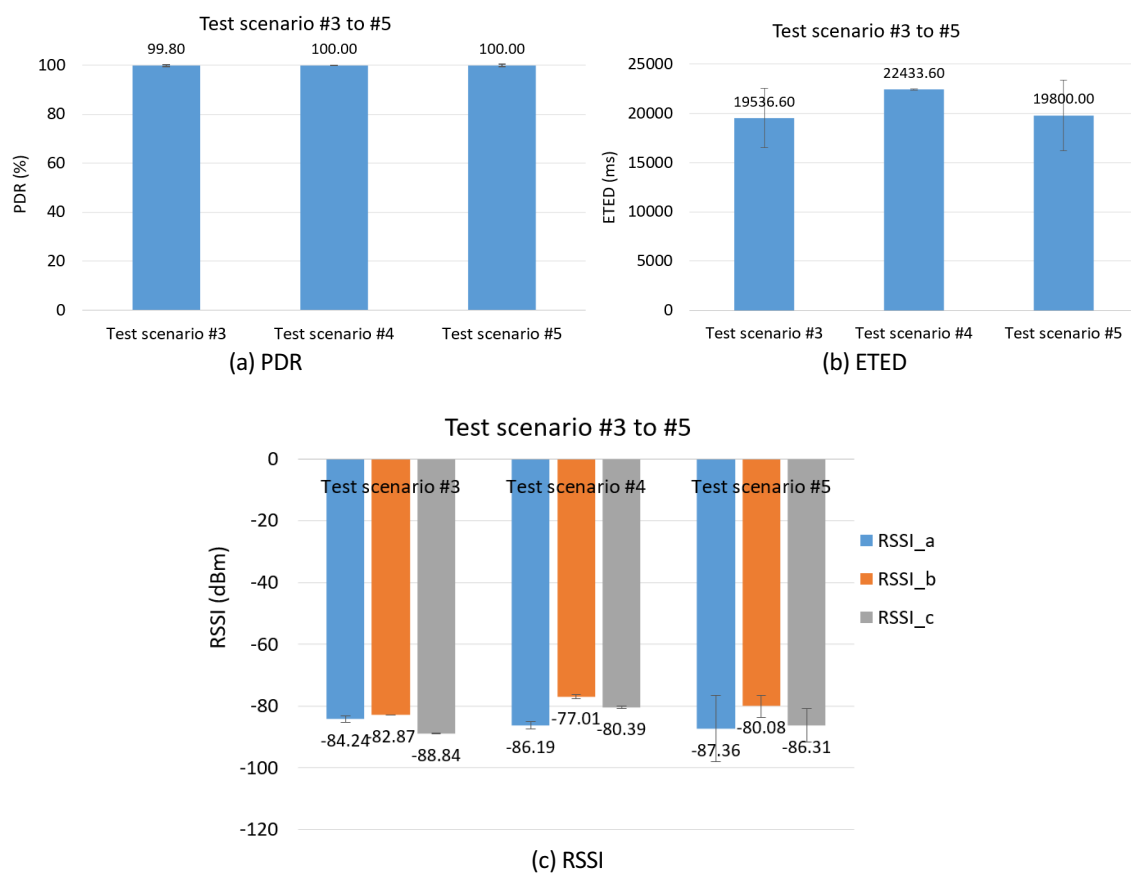 Test scenario #3 to #5
99.80
100.00
100.00
100
80
60
40
20
0
PDR (%)
Test scenario #3
Test scenario #4
Test scenario #5
(a) PDR
Test scenario #3 to #5
25000
20000
15000
10000
5000
0
ETED (ms)
19536.60
22433.60
19800.00
Test scenario #3
Test scenario #4
Test scenario #5
(b) ETED
Test scenario #3 to #5
0
-20
-40
-60
-80
-100
-120
RSSI (dBm)
Test scenario #3
Test scenario #4
Test scenario #5
-84.24
-82.87
-88.84
-86.19
-77.01
-80.39
-87.36
-80.08
-86.31
RSSI_a
RSSI_b
RSSI_c
(c) RSSI